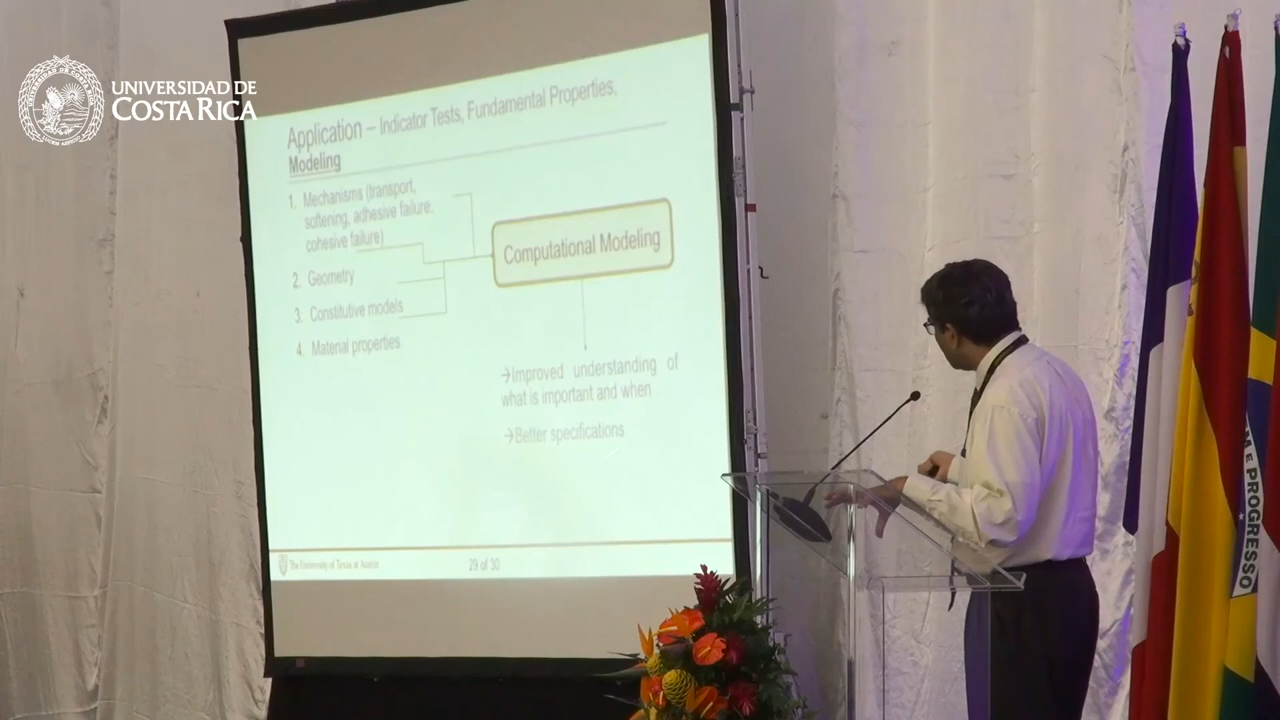 UNIVERSIDAD DE
COSTA RICA
Application – Indicator Tests, Fundamental Properties,
Modeling
1. Mechanisms (transport,
softening, adhesive failure,
cohesive failure)
2. Geometry
3. Constitutive models
4. Material properties
Computational Modeling
→Improved understanding of
what is important and when
→Better specifications
The University of Texas at Austin
29 of 30
M E PROGRESSO